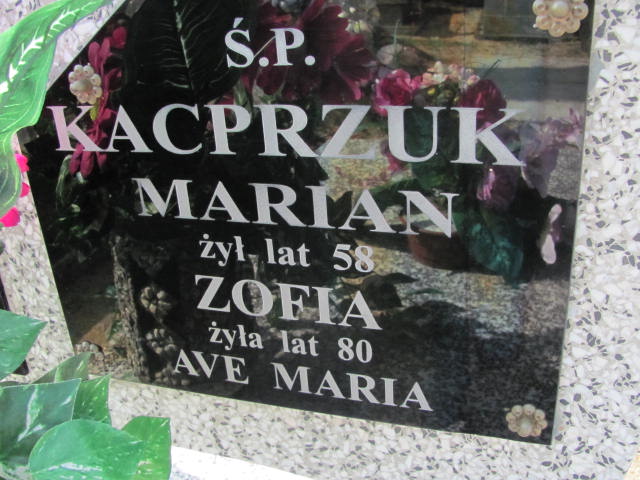 Ś.P.
KACPRZUK
MARIAN
żył lat 58
ZOFIA
żyła lat 80
AVE MARIA